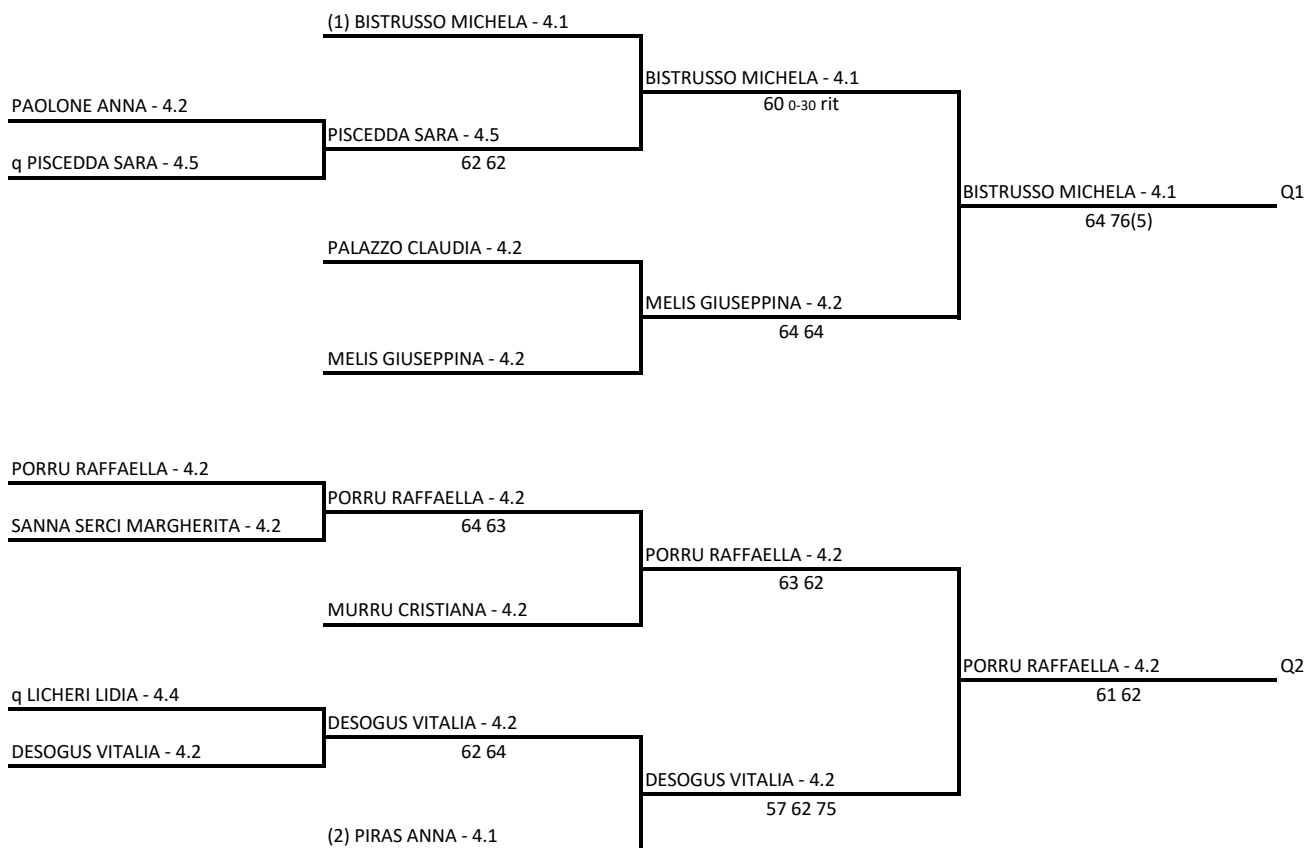 (1) BISTRUSSO MICHELA - 4.1
BISTRUSSO MICHELA - 4.1
PAOLONE ANNA - 4.2
60 0-30 rit
PISCEDDA SARA - 4.5
q PISCEDDA SARA - 4.5
62 62
BISTRUSSO MICHELA - 4.1 Q1
64 76(5)
PALAZZO CLAUDIA - 4.2
MELIS GIUSEPPINA - 4.2
64 64
MELIS GIUSEPPINA - 4.2
PORRU RAFFAELLA - 4.2
PORRU RAFFAELLA - 4.2
SANNA SERCI MARGHERITA - 4.2
64 63
PORRU RAFFAELLA - 4.2
63 62
MURRU CRISTIANA - 4.2
PORRU RAFFAELLA - 4.2 Q2
61 62
q LICHERI LIDIA - 4.4
DESOGUS VITALIA - 4.2
DESOGUS VITALIA - 4.2
62 64
DESOGUS VITALIA - 4.2
57 62 75
(2) PIRAS ANNA - 4.1